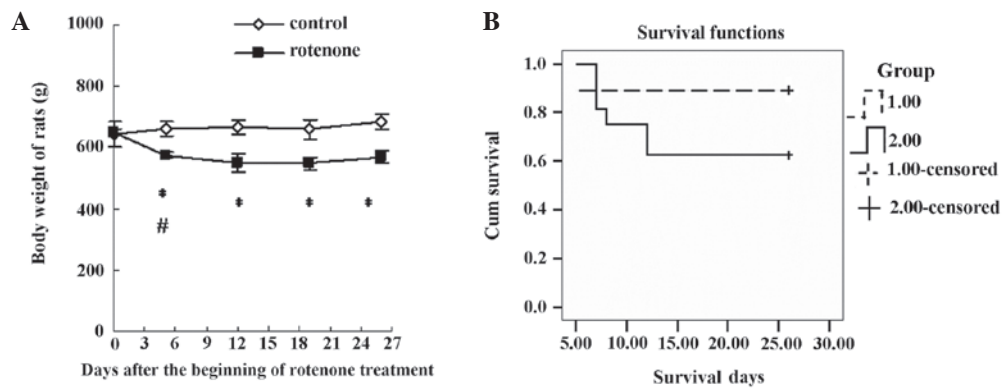 A
1000
800
600
400
200
0
Body weight of rats (g)
control
rotenone
*
#
*
*
*
0 3 6 9 12 15 18 21 24 27
Days after the beginning of rotenone treatment
B
Survival functions
1.0
0.8
0.6
0.4
0.2
0.0
Cum survival
5.00 10.00 15.00 20.00 25.00 30.00
Survival days
Group
1.00
2.00
1.00-censored
2.00-censored